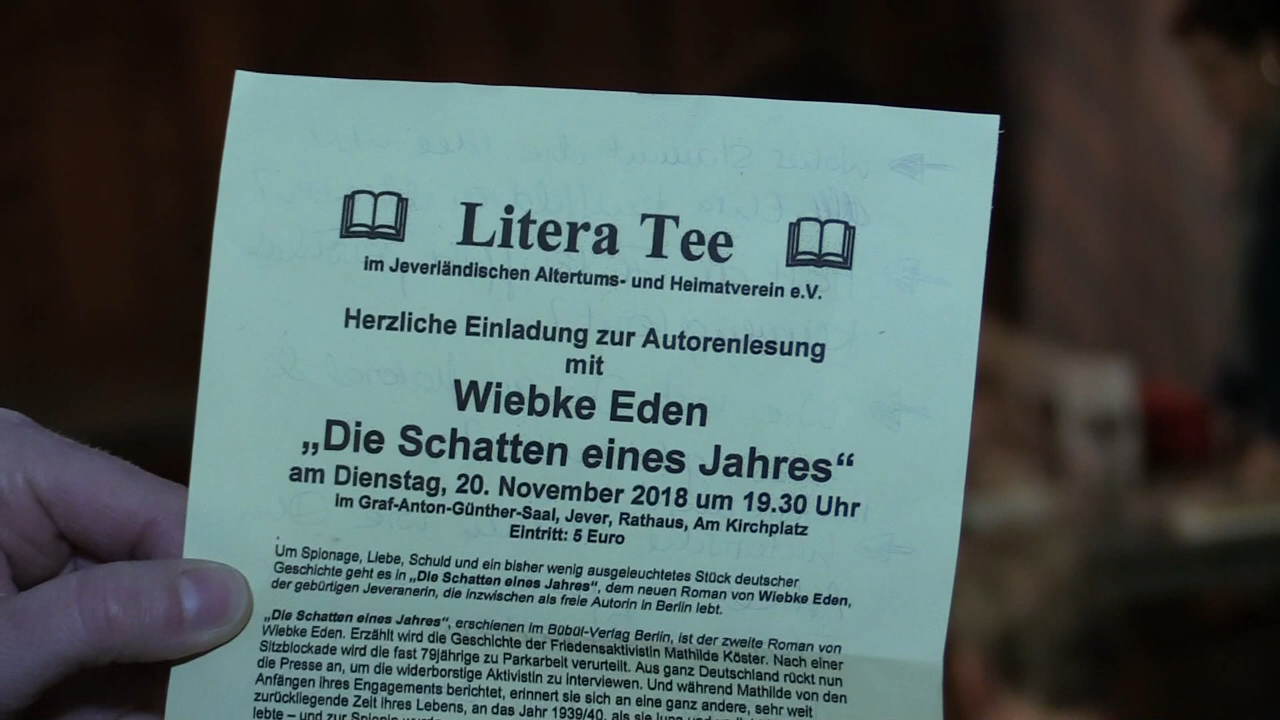 Litera Tee
im Jeverländischen Altertums- und Heimatverein e.V.
Herzliche Einladung zur Autorenlesung
mit
Wiebke Eden
„Die Schatten eines Jahres“
am Dienstag, 20. November 2018 um 19.30 Uhr
Im Graf-Anton-Günther-Saal, Jever, Rathaus, Am Kirchplatz
Eintritt: 5 Euro
Um Spionage, Liebe, Schuld und ein bisher wenig ausgeleuchtetes Stück deutscher
Geschichte geht es in „Die Schatten eines Jahres“, dem neuen Roman von Wiebke Eden,
der gebürtigen Jeveranerin, die inzwischen als freie Autorin in Berlin lebt.
„Die Schatten eines Jahres“, erschienen im Bübül-Verlag Berlin, ist der zweite Roman von
Wiebke Eden. Erzählt wird die Geschichte der Friedensaktivistin Mathilde Köster. Nach einer
Sitzblockade wird die fast 79jährige zu Parkarbeit verurteilt. Aus ganz Deutschland rückt nun
die Presse an, um die widerborstige Aktivistin zu interviewen. Und während Mathilde von den
Anfängen ihres Engagements berichtet, erinnert sie sich an eine ganz andere, sehr weit
zurückliegende Zeit ihres Lebens, an das Jahr 1939/40, als sie jung und
lebte – und zur Spionin